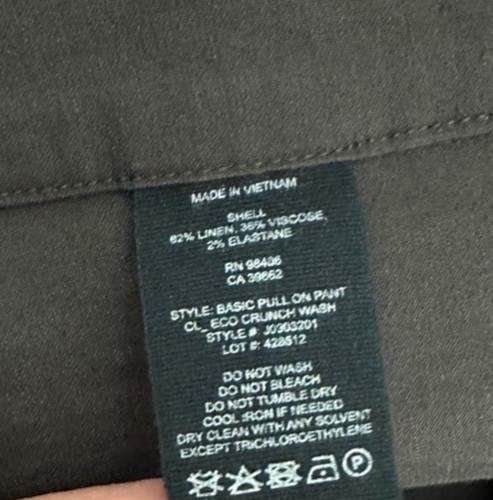 MADE IN VIETNAM
SHELL
62% LINEN, 36% VISCOSE,
2% ELASTANE
RN 98406
CA 39662
STYLE: BASIC PULL ON PANT
CL_ ECO CRUNCH WASH
STYLE #: J0303201
LOT #: 428512
DO NOT WASH
DO NOT BLEACH
DO NOT TUMBLE DRY
COOL IRON IF NEEDED
DRY CLEAN WITH ANY SOLVENT
EXCEPT TRICHLOROETHYLENE
P